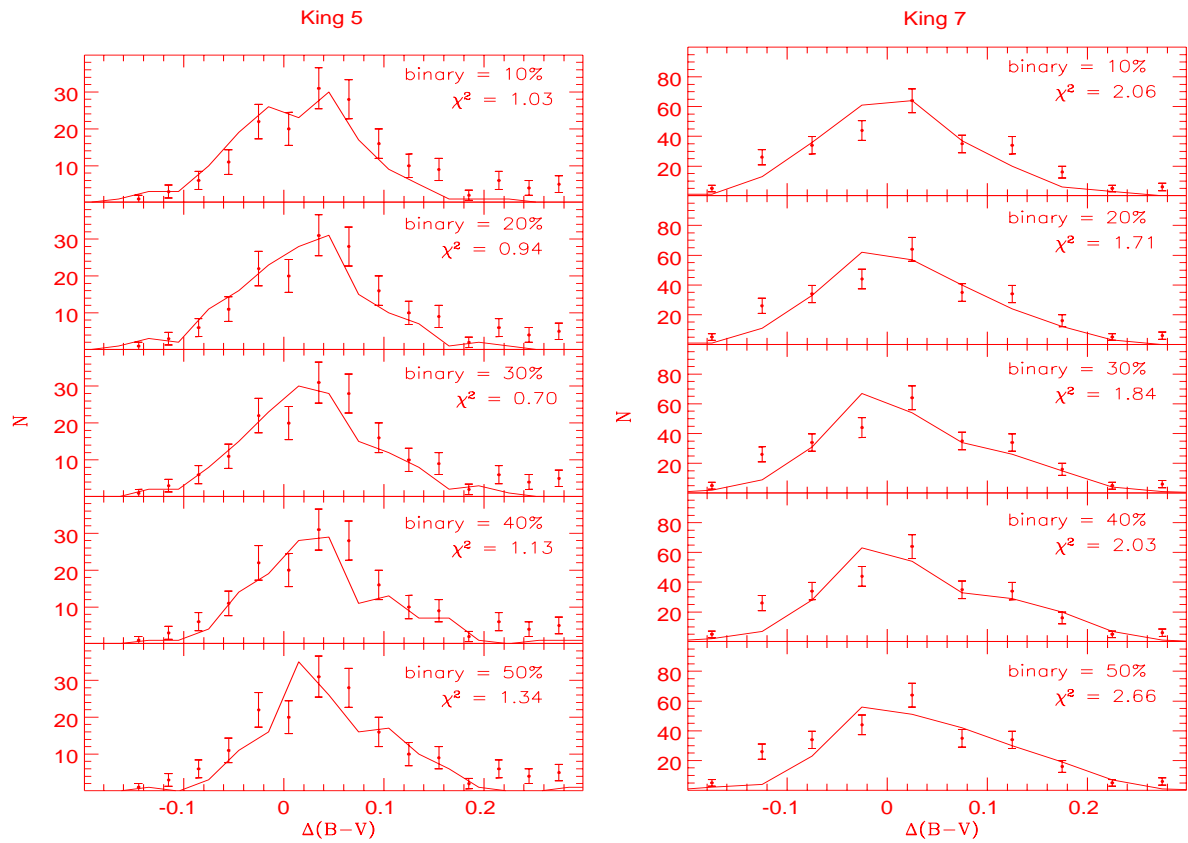 King 5
binary = 10%
χ² = 1.03
30
20
10
binary = 20%
χ² = 0.94
30
20
10
binary = 30%
χ² = 0.70
30
20
10
binary = 40%
χ² = 1.13
30
20
10
binary = 50%
χ² = 1.34
30
20
10
N
-0.1
0
0.1
0.2
Δ(B−V)
King 7
binary = 10%
χ² = 2.06
80
60
40
20
binary = 20%
χ² = 1.71
80
60
40
20
binary = 30%
χ² = 1.84
80
60
40
20
binary = 40%
χ² = 2.03
80
60
40
20
binary = 50%
χ² = 2.66
80
60
40
20
N
-0.1
0
0.1
0.2
Δ(B−V)